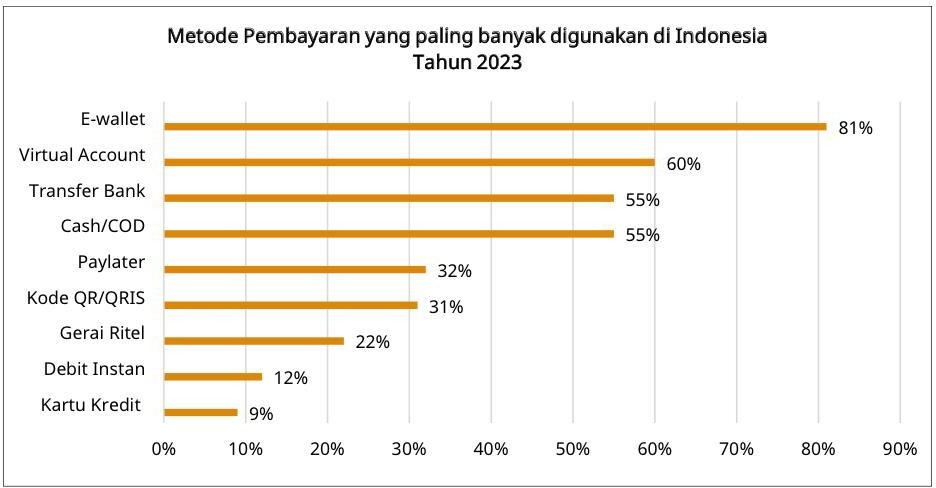 Metode Pembayaran yang paling banyak digunakan di Indonesia
Tahun 2023
E-wallet 81%
Virtual Account 60%
Transfer Bank 55%
Cash/COD 55%
Paylater 32%
Kode QR/QRIS 31%
Gerai Ritel 22%
Debit Instan 12%
Kartu Kredit 9%
0% 10% 20% 30% 40% 50% 60% 70% 80% 90%